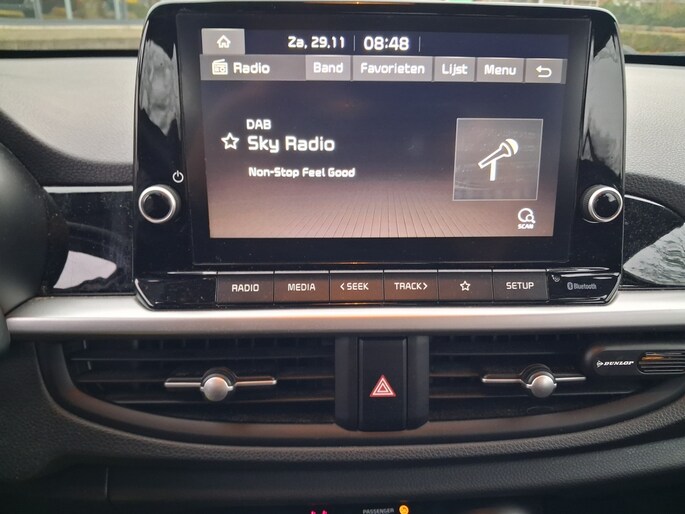 Za, 29.11 08:48
Radio Band Favorieten Lijst Menu
DAB
Sky Radio
Non-Stop Feel Good
SCAN
RADIO MEDIA <SEEK TRACK> SETUP Bluetooth
DUNLOP
PASSENGER